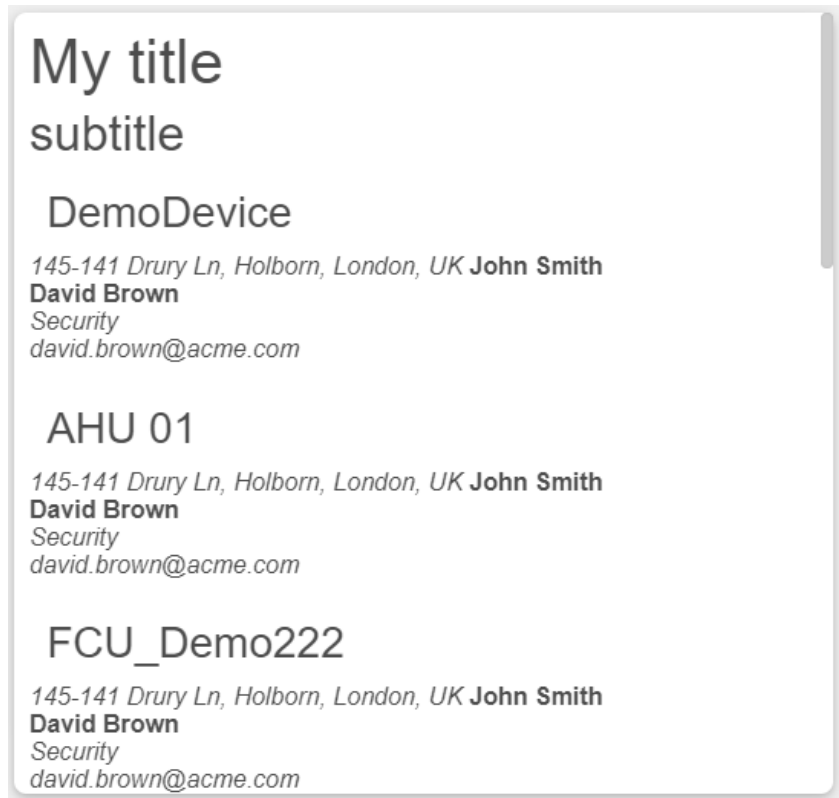 My title
subtitle
DemoDevice
145-141 Drury Ln, Holborn, London, UK John Smith
David Brown
Security
david.brown@acme.com
AHU 01
145-141 Drury Ln, Holborn, London, UK John Smith
David Brown
Security
david.brown@acme.com
FCU_Demo222
145-141 Drury Ln, Holborn, London, UK John Smith
David Brown
Security
david.brown@acme.com